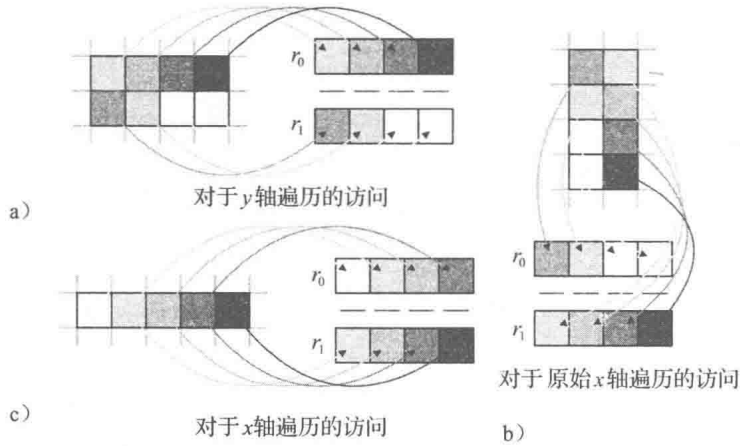 r₀
r₁
a）
对于y轴遍历的访问
r₀
r₁
c）
对于x轴遍历的访问
r₀
r₁
对于 原始x轴遍历的访问
b）